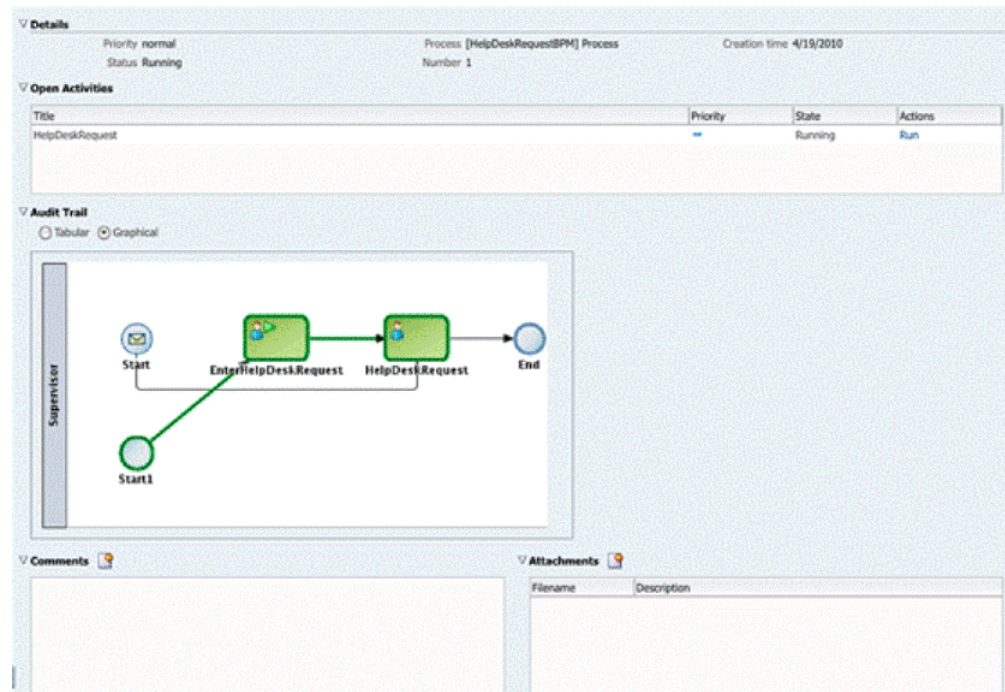 Details
Priority normal Process [HelpDeskRequestBPM] Process Creation time 4/19/2010
Status Running Number 1
Open Activities
Title Priority State Actions
HelpDeskRequest Running Run
Audit Trail
Tabular Graphical
Supervisor
Start EnterHelpDeskRequest HelpDeskRequest End
Start1
Comments Attachments
Filename Description